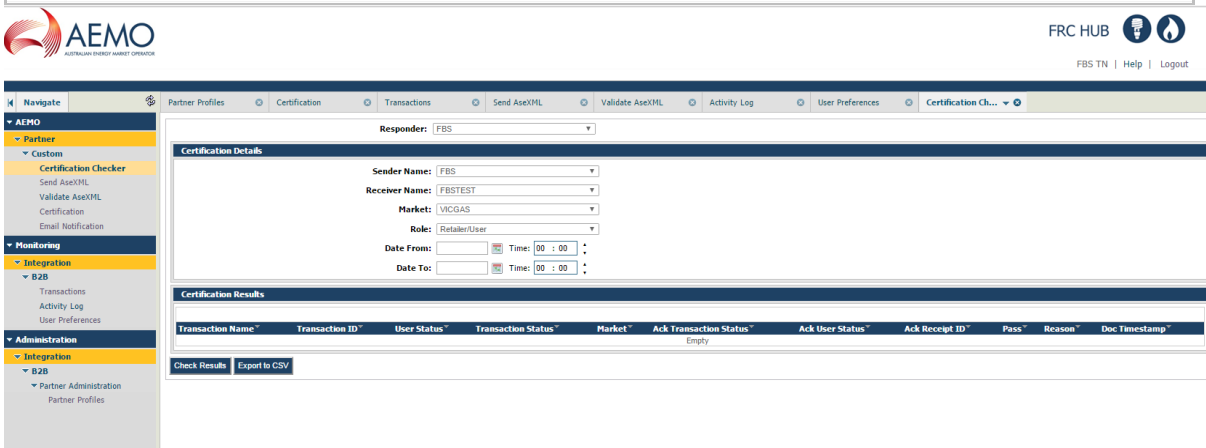 AEMO
AUSTRALIAN ENERGY MARKET OPERATOR
FRC HUB
FBS TN | Help | Logout
Navigate
Partner Profiles Certification Transactions Send AseXML Validate AseXML Activity Log User Preferences Certification Ch...
AEMO
Partner
Custom
Certification Checker
Send AseXML
Validate AseXML
Certification
Email Notification
Monitoring
Integration
B2B
Transactions
Activity Log
User Preferences
Administration
Integration
B2B
Partner Administration
Partner Profiles
Responder: FBS
Certification Details
Sender Name: FBS
Receiver Name: FBSTEST
Market: VICGAS
Role: Retailer/User
Date From: Time: 00 : 00
Date To: Time: 00 : 00
Certification Results
Transaction Name Transaction ID User Status Transaction Status Market Ack Transaction Status Ack User Status Ack Receipt ID Pass Reason Doc Timestamp
Empty
Check Results Export to CSV